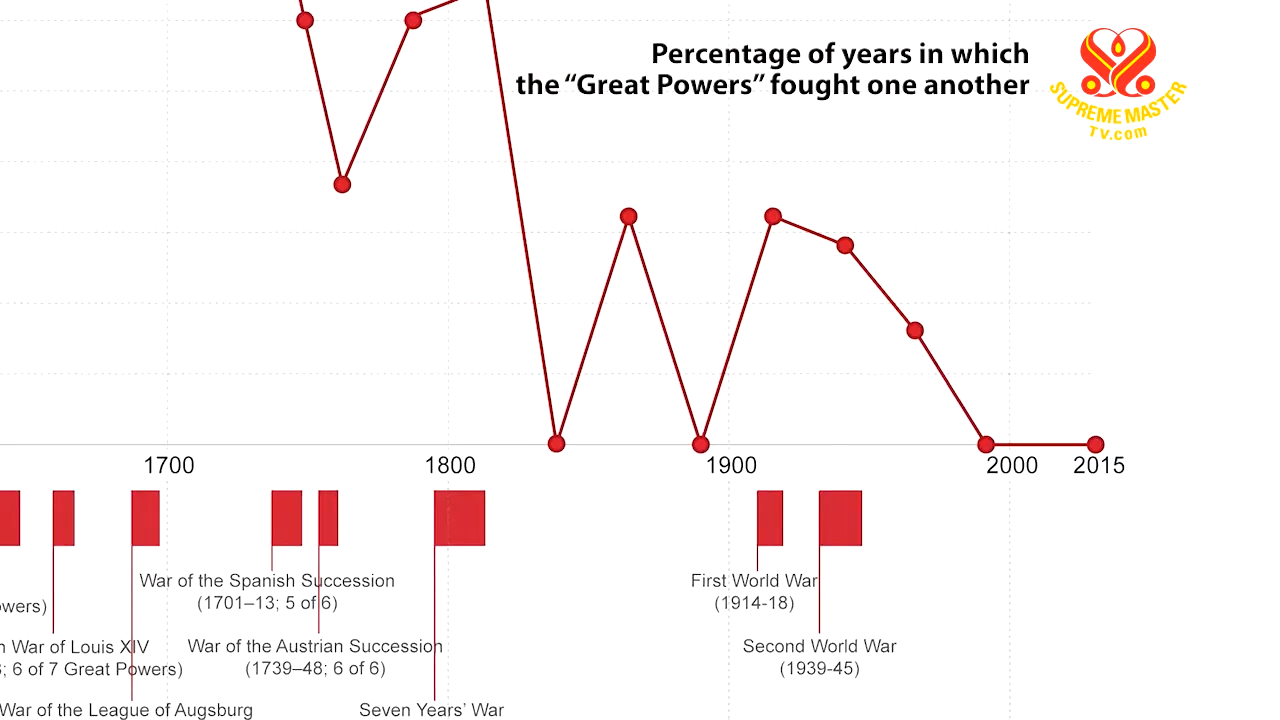 Percentage of years in which
the “Great Powers” fought one another
SUPREME MASTER
TV.com
1700 1800 1900 2000 2015
War of the Spanish Succession
(1701–13; 5 of 6)
First World War
(1914-18)
owers)
n War of Louis XIV
; 6 of 7 Great Powers)
War of the Austrian Succession
(1739–48; 6 of 6)
Second World War
(1939-45)
War of the League of Augsburg
Seven Years’ War